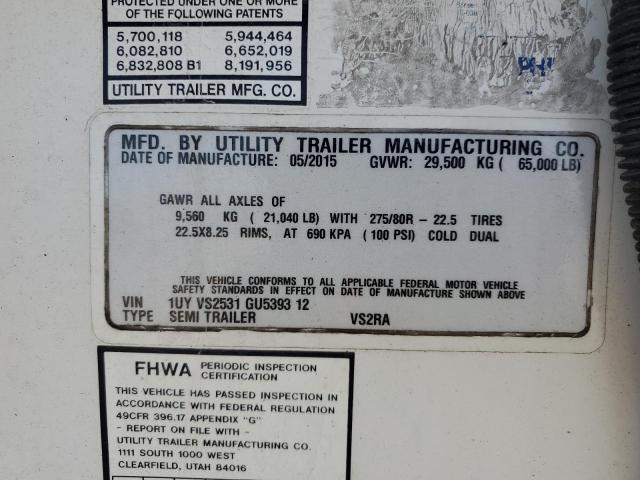 PROTECTED UNDER ONE OR MORE
OF THE FOLLOWING PATENTS
5,700,118 5,944,464
6,082,810 6,652,019
6,832,808 B1 8,191,956
UTILITY TRAILER MFG. CO.
MFD. BY UTILITY TRAILER MANUFACTURING CO.
DATE OF MANUFACTURE: 05/2015 GVWR: 29,500 KG ( 65,000 LB)
GAWR ALL AXLES OF
9,560 KG ( 21,040 LB) WITH 275/80R - 22.5 TIRES
22.5X8.25 RIMS, AT 690 KPA ( 100 PSI) COLD DUAL
THIS VEHICLE CONFORMS TO ALL APPLICABLE FEDERAL MOTOR VEHICLE
SAFETY STANDARDS IN EFFECT ON DATE OF MANUFACTURE SHOWN ABOVE
VIN 1UY VS2531 GU5393 12
TYPE SEMI TRAILER VS2RA
FHWA PERIODIC INSPECTION
CERTIFICATION
THIS VEHICLE HAS PASSED INSPECTION IN
ACCORDANCE WITH FEDERAL REGULATION
49CFR 396.17 APPENDIX "G"
- REPORT ON FILE WITH -
UTILITY TRAILER MANUFACTURING CO.
1111 SOUTH 1000 WEST
CLEARFIELD, UTAH 84016